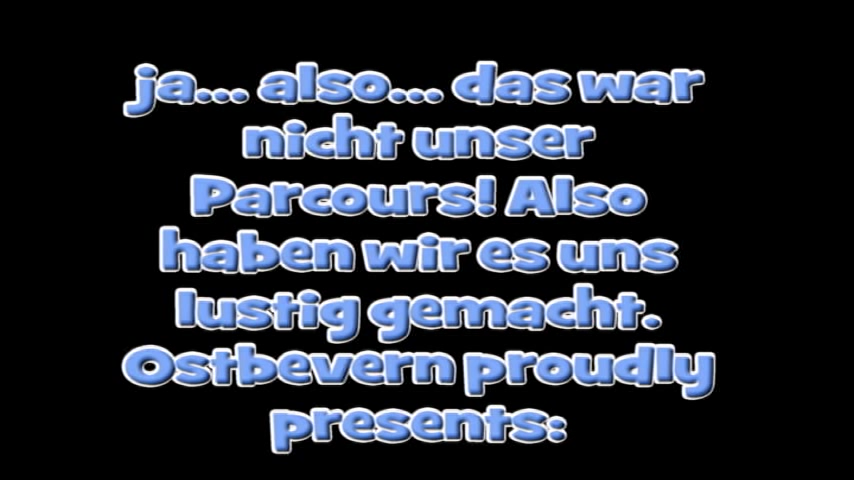 ja... also... das war
nicht unser
Parcours! Also
haben wir es uns
lustig gemacht.
Ostbevern proudly
presents: